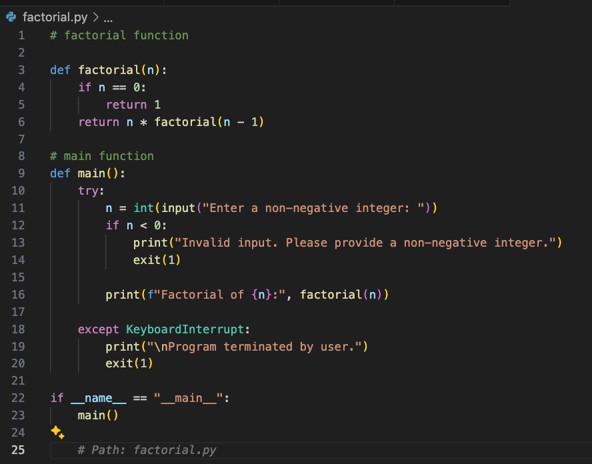 factorial.py > ...
1 # factorial function
2
3 def factorial(n):
4     if n == 0:
5         return 1
6     return n * factorial(n - 1)
7
8 # main function
9 def main():
10     try:
11         n = int(input("Enter a non-negative integer: "))
12         if n < 0:
13             print("Invalid input. Please provide a non-negative integer.")
14             exit(1)
15
16         print(f"Factorial of {n}:", factorial(n))
17
18     except KeyboardInterrupt:
19         print("\nProgram terminated by user.")
20         exit(1)
21
22 if __name__ == "__main__":
23     main()
24
25     # Path: factorial.py